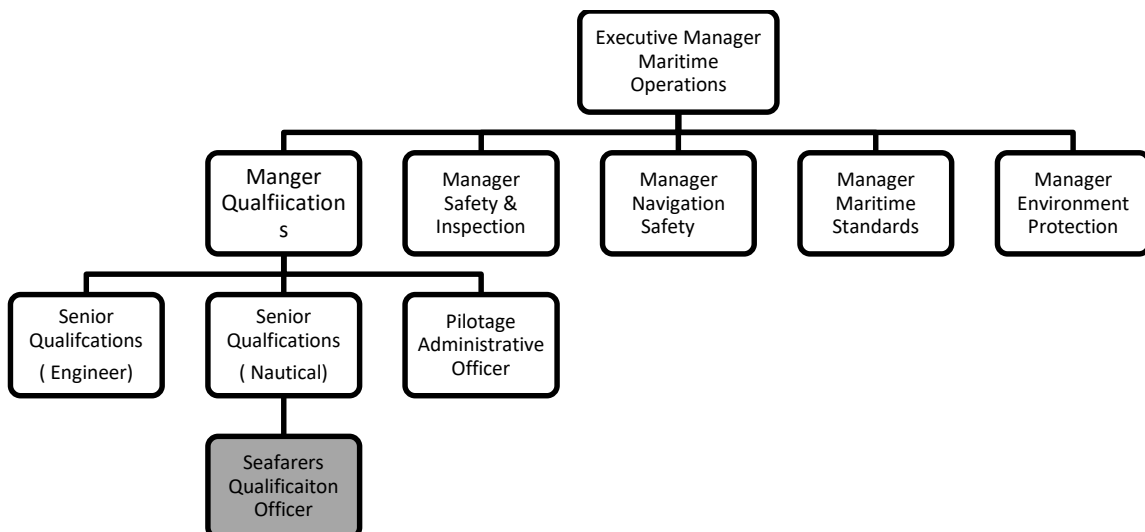 Executive Manager
Maritime
Operations
Manger
Qualfiication
s
Manager
Safety &
Inspection
Manager
Navigation
Safety
Manager
Maritime
Standards
Manager
Environment
Protection
Senior
Qualifcations
( Engineer)
Senior
Qualfications
( Nautical)
Pilotage
Administrative
Officer
Seafarers
Qualificaiton
Officer